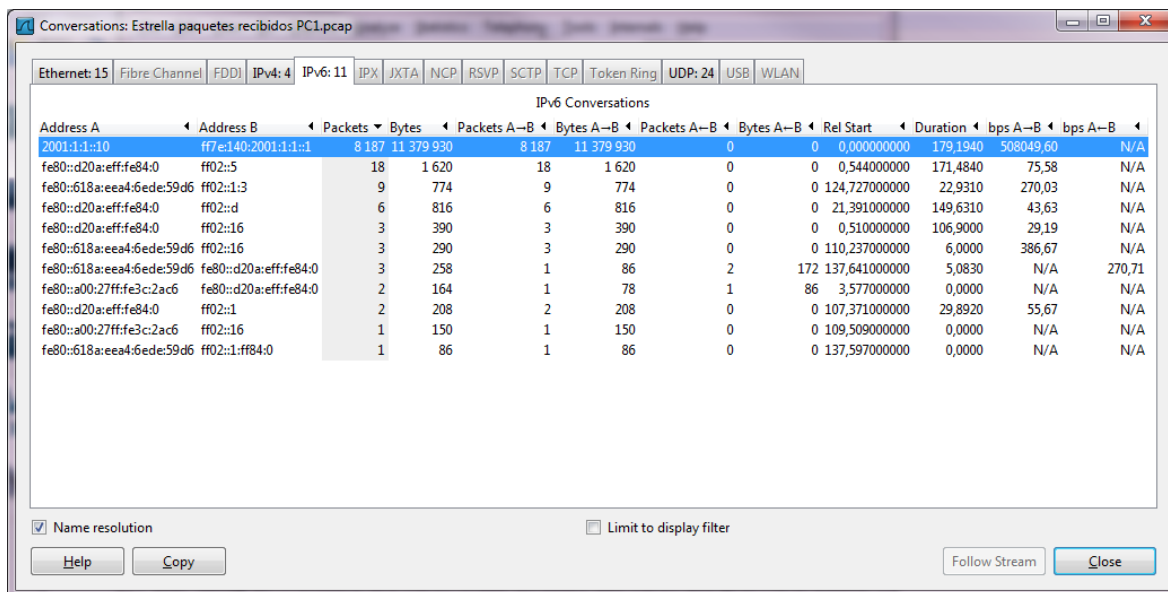 Conversations: Estrella paquetes recibidos PC1.pcap
Ethernet: 15 Fibre Channel FDDI IPv4: 4 IPv6: 11 IPX JXTA NCP RSVP SCTP TCP Token Ring UDP: 24 USB WLAN
IPv6 Conversations
Address A Address B Packets Bytes Packets A→B Bytes A→B Packets A←B Bytes A←B Rel Start Duration bps A→B bps A←B
2001:1:1::10 ff7e:140:2001:1:1::1 8 187 11 379 930 8 187 11 379 930 0 0 0,000000000 179,1940 508049,60 N/A
fe80::d20a:eff:fe84:0 ff02::5 18 1 620 18 1 620 0 0 0,544000000 171,4840 75,58 N/A
fe80::618a:eea4:6ede:59d6 ff02::1:3 9 774 9 774 0 0 124,727000000 22,9310 270,03 N/A
fe80::d20a:eff:fe84:0 ff02::d 6 816 6 816 0 0 21,391000000 149,6310 43,63 N/A
fe80::d20a:eff:fe84:0 ff02::16 3 390 3 390 0 0 0,510000000 106,9000 29,19 N/A
fe80::618a:eea4:6ede:59d6 ff02::16 3 290 3 290 0 0 110,237000000 6,0000 386,67 N/A
fe80::618a:eea4:6ede:59d6 fe80::d20a:eff:fe84:0 3 258 1 86 2 172 137,641000000 5,0830 N/A 270,71
fe80::a00:27ff:fe3c:2ac6 fe80::d20a:eff:fe84:0 2 164 1 78 1 86 3,577000000 0,0000 N/A N/A
fe80::d20a:eff:fe84:0 ff02::1 2 208 2 208 0 0 107,371000000 29,8920 55,67 N/A
fe80::a00:27ff:fe3c:2ac6 ff02::16 1 150 1 150 0 0 109,509000000 0,0000 N/A N/A
fe80::618a:eea4:6ede:59d6 ff02::1:ff84:0 1 86 1 86 0 0 137,597000000 0,0000 N/A N/A
Name resolution Limit to display filter
Help Copy Follow Stream Close